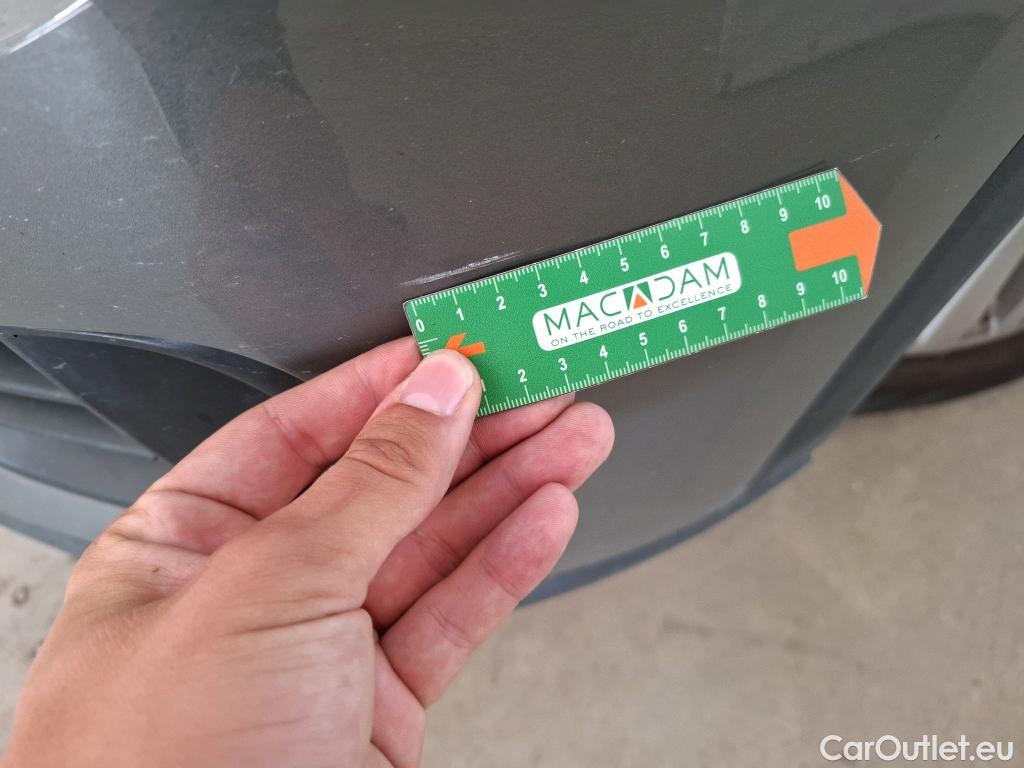 0 1 2 3 4 5 6 7 8 9 10
MACADAM
ON THE ROAD TO EXCELLENCE
1 2 3 4 5 6 7 8 9 10
CarOutlet.eu